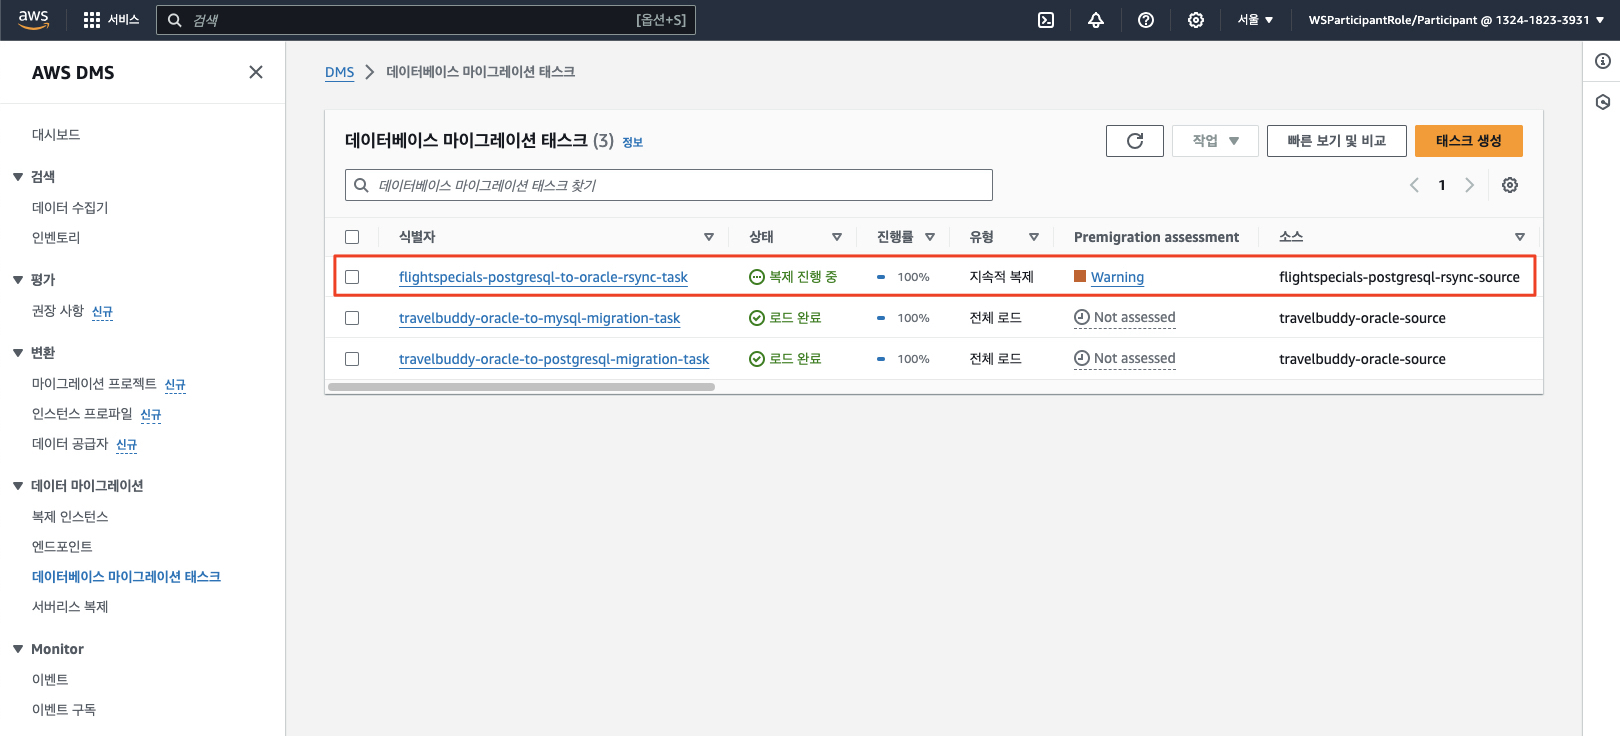 aws
서비스
검색
[옵션+S]
서울 ▼
WSParticipantRole/Participant @ 1324-1823-3931 ▼
AWS DMS
대시보드
▼ 검색
데이터 수집기
인벤토리
▼ 평가
권장 사항 신규
▼ 변환
마이그레이션 프로젝트 신규
인스턴스 프로파일 신규
데이터 공급자 신규
▼ 데이터 마이그레이션
복제 인스턴스
엔드포인트
데이터베이스 마이그레이션 태스크
서버리스 복제
▼ Monitor
이벤트
이벤트 구독
DMS > 데이터베이스 마이그레이션 태스크
데이터베이스 마이그레이션 태스크 (3) 정보
작업 ▼
빠른 보기 및 비교
태스크 생성
데이터베이스 마이그레이션 태스크 찾기
1
식별자 상태 진행률 유형 Premigration assessment 소스
flightspecials-postgresql-to-oracle-rsync-task 복제 진행 중 100% 지속적 복제 Warning flightspecials-postgresql-rsync-source
travelbuddy-oracle-to-mysql-migration-task 로드 완료 100% 전체 로드 Not assessed travelbuddy-oracle-source
travelbuddy-oracle-to-postgresql-migration-task 로드 완료 100% 전체 로드 Not assessed travelbuddy-oracle-source